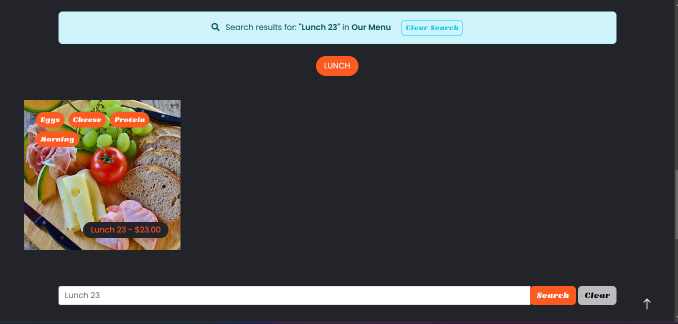 Search results for: "Lunch 23" in Our Menu Clear Search
LUNCH
Eggs Cheese Protein
Morning
Lunch 23 - $23.00
Lunch 23 Search Clear